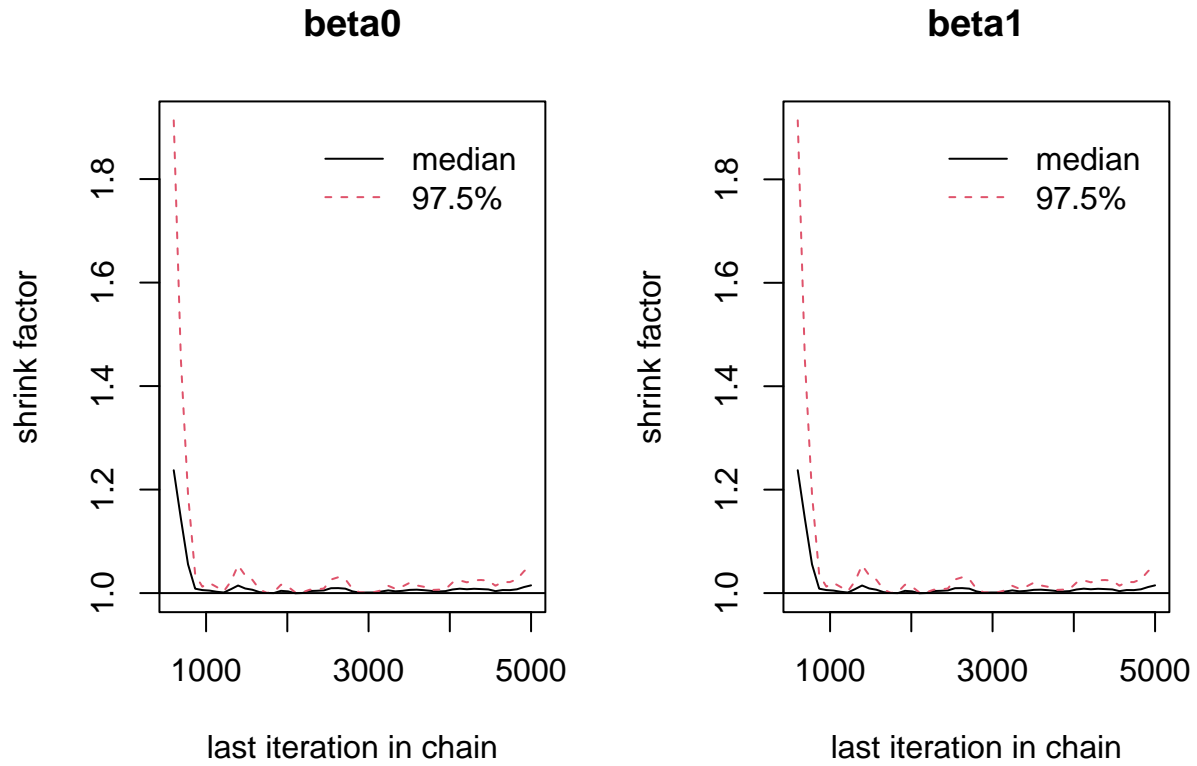 beta0
shrink factor
1.0 1.2 1.4 1.6 1.8
median
97.5%
1000 3000 5000
last iteration in chain
beta1
shrink factor
1.0 1.2 1.4 1.6 1.8
median
97.5%
1000 3000 5000
last iteration in chain